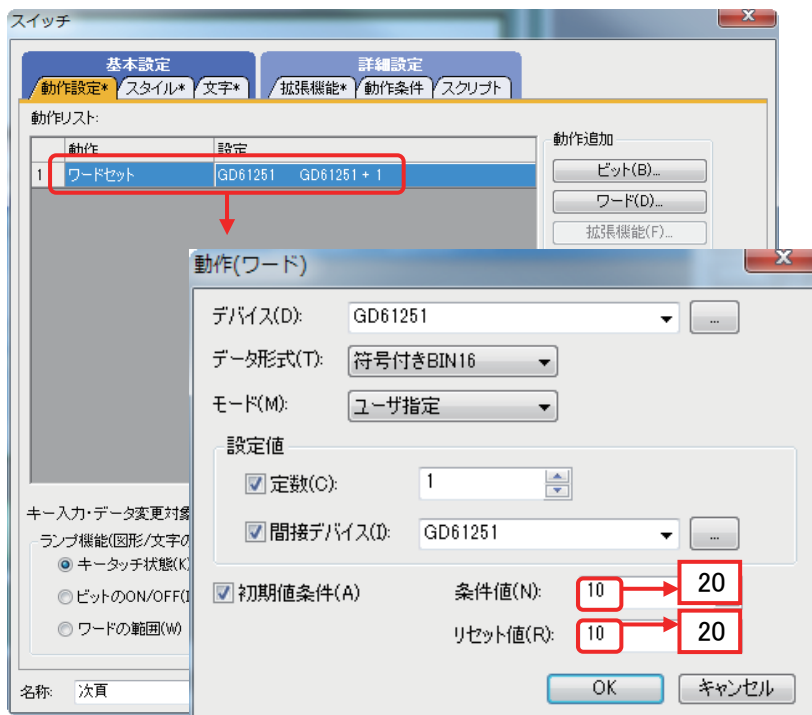 スイッチ
基本設定 詳細設定
動作設定* スタイル* 文字* 拡張機能* 動作条件 スクリプト
動作リスト:
動作 設定
1 ワードセット GD61251 GD61251 + 1
動作追加
ビット(B)...
ワード(D)...
拡張機能(F)...
動作(ワード)
デバイス(D): GD61251 ...
データ形式(T): 符号付きBIN16
モード(M): ユーザ指定
設定値
定数(C): 1
間接デバイス(I): GD61251 ...
初期値条件(A) 条件値(N): 10 20
リセット値(R): 10 20
OK キャンセル
キー入力・データ変更対象
ランプ機能(図形/文字の
キータッチ状態(K)
ビットのON/OFF(
ワードの範囲(W)
名称: 次頁